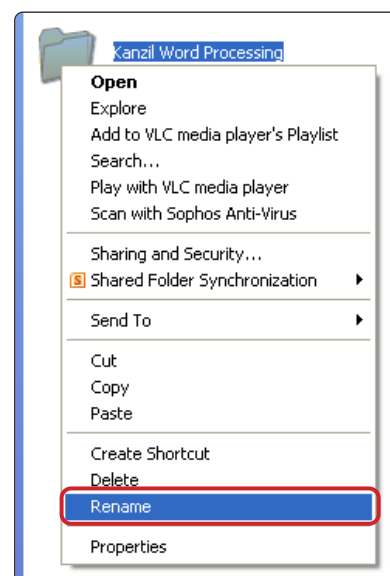 Kanzil Word Processing
Open
Explore
Add to VLC media player's Playlist
Search...
Play with VLC media player
Scan with Sophos Anti-Virus
Sharing and Security...
S Shared Folder Synchronization
Send To
Cut
Copy
Paste
Create Shortcut
Delete
Rename
Properties